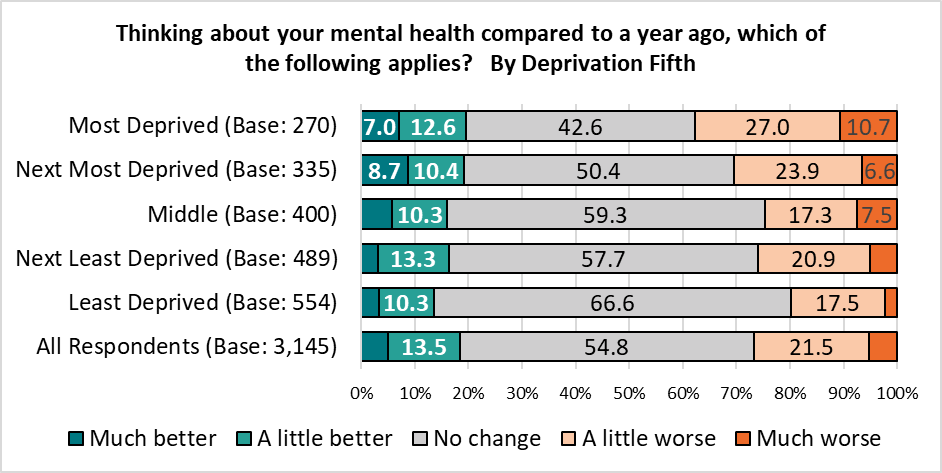 Thinking about your mental health compared to a year ago, which of
the following applies?   By Deprivation Fifth
Most Deprived (Base: 270) 7.0 12.6 42.6 27.0 10.7
Next Most Deprived (Base: 335) 8.7 10.4 50.4 23.9 6.6
Middle (Base: 400) 10.3 59.3 17.3 7.5
Next Least Deprived (Base: 489) 13.3 57.7 20.9
Least Deprived (Base: 554) 10.3 66.6 17.5
All Respondents (Base: 3,145) 13.5 54.8 21.5
0% 10% 20% 30% 40% 50% 60% 70% 80% 90% 100%
Much better A little better No change A little worse Much worse